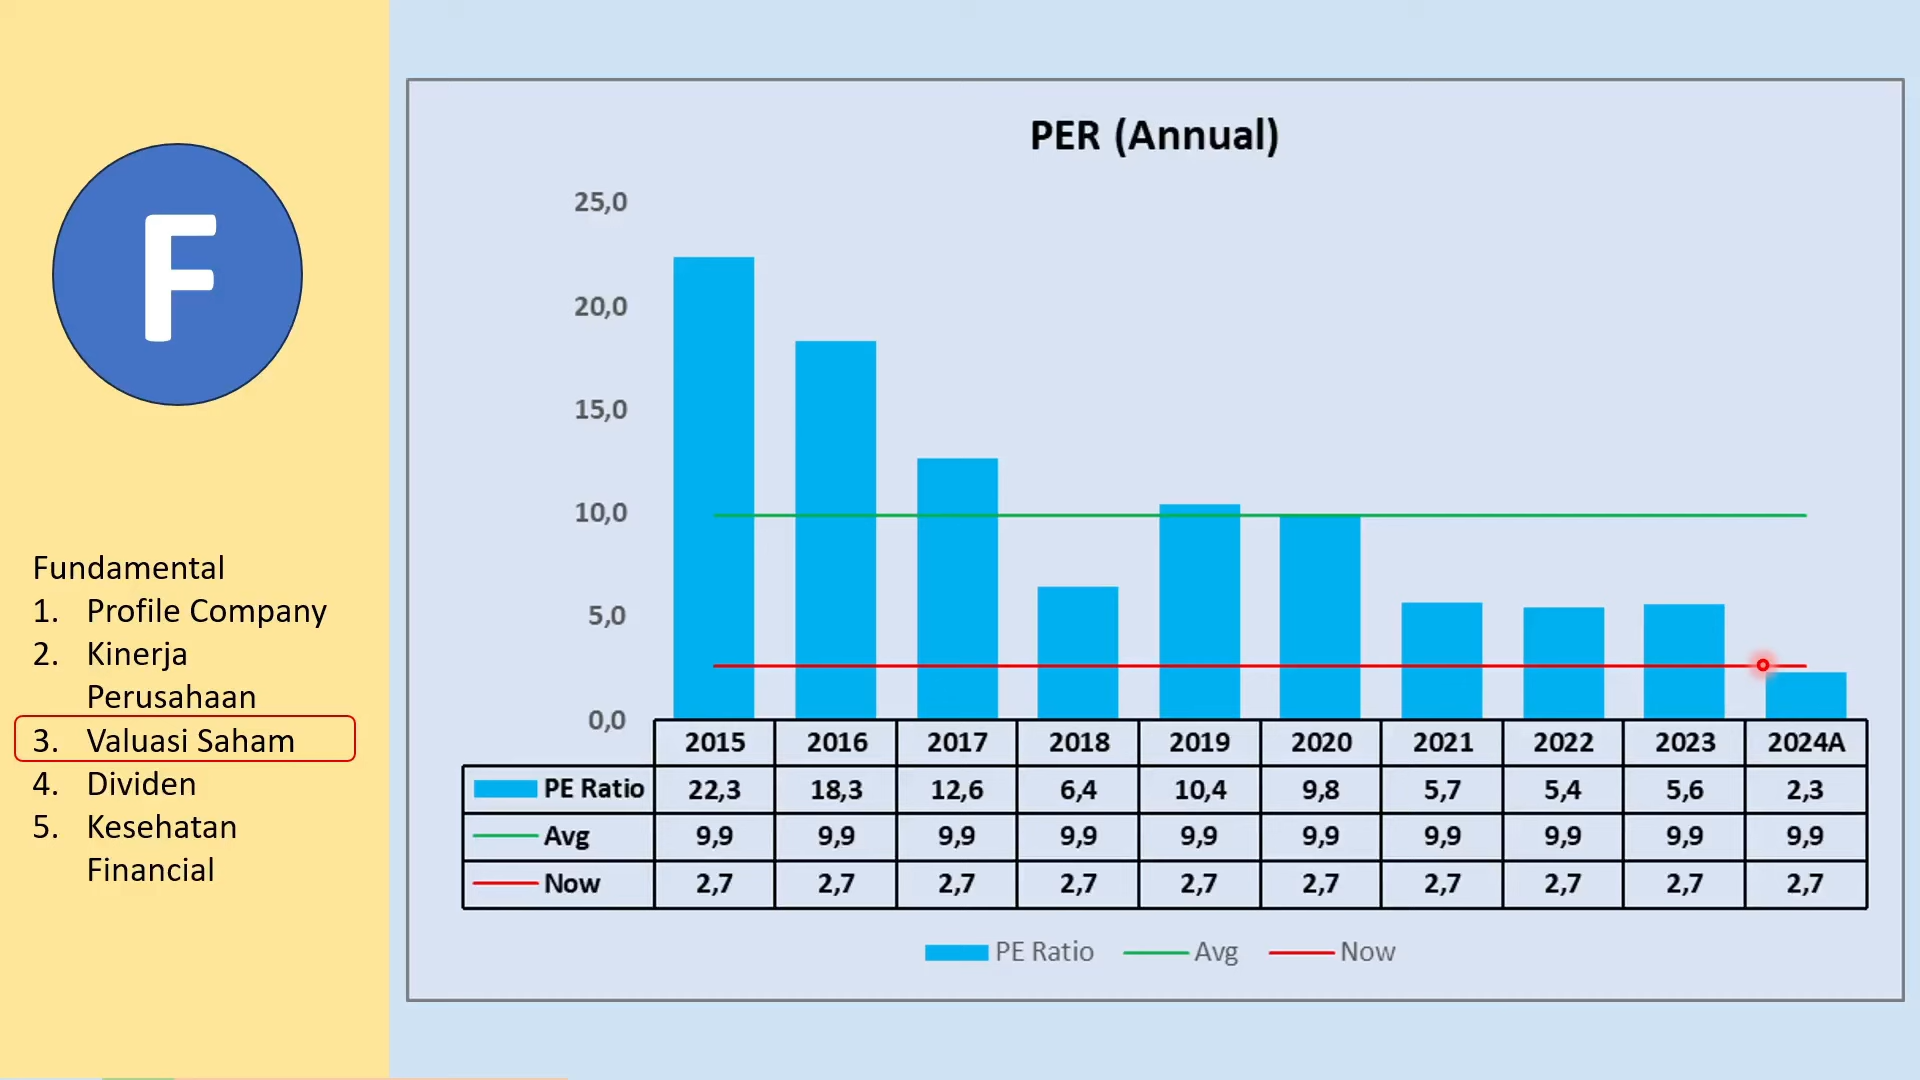 F
Fundamental
1. Profile Company
2. Kinerja
Perusahaan
3. Valuasi Saham
4. Dividen
5. Kesehatan
Financial
PER (Annual)
25,0
20,0
15,0
10,0
5,0
0,0
2015 2016 2017 2018 2019 2020 2021 2022 2023 2024A
PE Ratio 22,3 18,3 12,6 6,4 10,4 9,8 5,7 5,4 5,6 2,3
Avg 9,9 9,9 9,9 9,9 9,9 9,9 9,9 9,9 9,9 9,9
Now 2,7 2,7 2,7 2,7 2,7 2,7 2,7 2,7 2,7 2,7
PE Ratio Avg Now